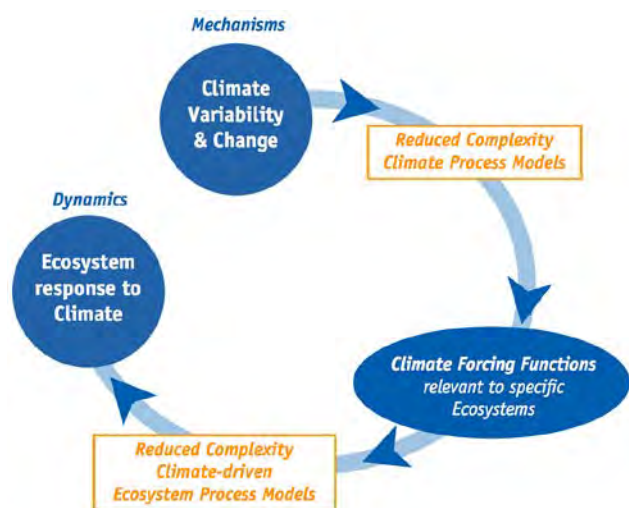 Mechanisms
Climate
Variability
& Change
Reduced Complexity
Climate Process Models
Dynamics
Ecosystem
response to
Climate
Climate Forcing Functions
relevant to specific
Ecosystems
Reduced Complexity
Climate-driven
Ecosystem Process Models